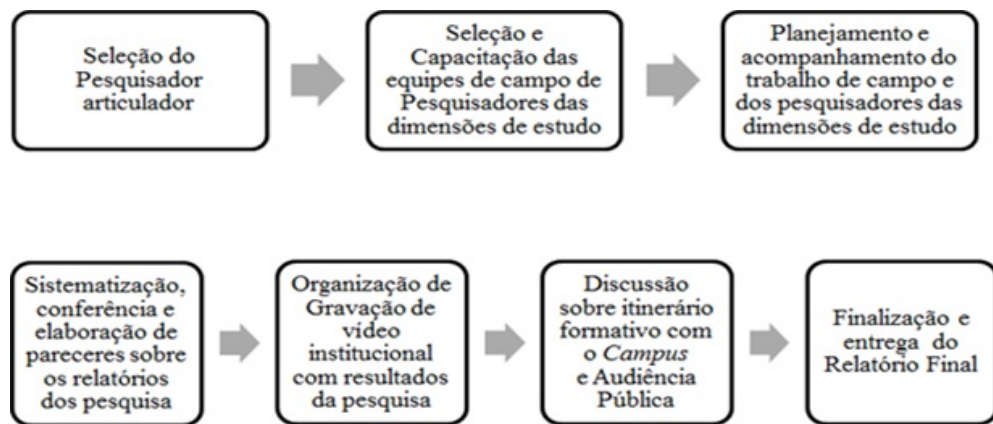 Seleção do
Pesquisador
articulador
Seleção e
Capacitação das
equipes de campo de
Pesquisadores das
dimensões de estudo
Planejamento e
acompanhamento do
trabalho de campo e
dos pesquisadores das
dimensões de estudo
Sistematização,
conferência e
elaboração de
pareceres sobre
os relatórios
dos pesquisa
Organização de
Gravação de
vídeo
institucional
com resultados
da pesquisa
Discussão
sobre itinerário
formativo com
o Campus
e Audiência
Pública
Finalização e
entrega do
Relatório Final